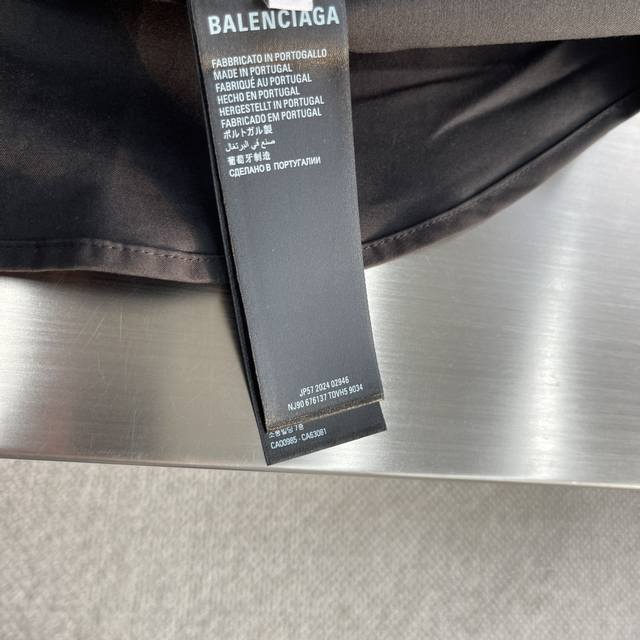 BALENCIAGA
FABBRICATO IN PORTOGALLO
MADE IN PORTUGAL
FABRIQUÉ AU PORTUGAL
HECHO EN PORTUGAL
HERGESTELLT IN PORTUGAL
FABRICADO EM PORTUGAL
ポルトガル製
صنع في البرتغال
葡萄牙制造
СДЕЛАНО В ПОРТУГАЛИИ
JP57 2024 02946
NJ90 676137 TDVH5 9034
CA00985 - CA63081